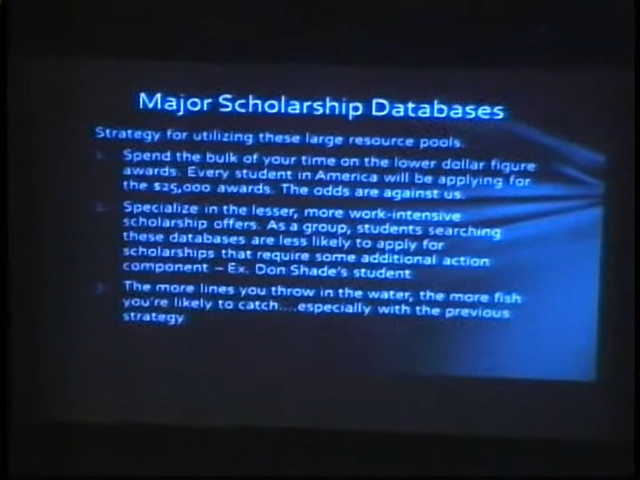 Major Scholarship Databases
Strategy for utilizing these large resource pools.
1. Spend the bulk of your time on the lower dollar figure
awards. Every student in America will be applying for
the $25,000 awards. The odds are against us.
2. Specialize in the lesser, more work-intensive
scholarship offers. As a group, students searching
these databases are less likely to apply for
scholarships that require some additional action
component – Ex. Don Shade's student
3. The more lines you throw in the water, the more fish
you're likely to catch....especially with the previous
strategy